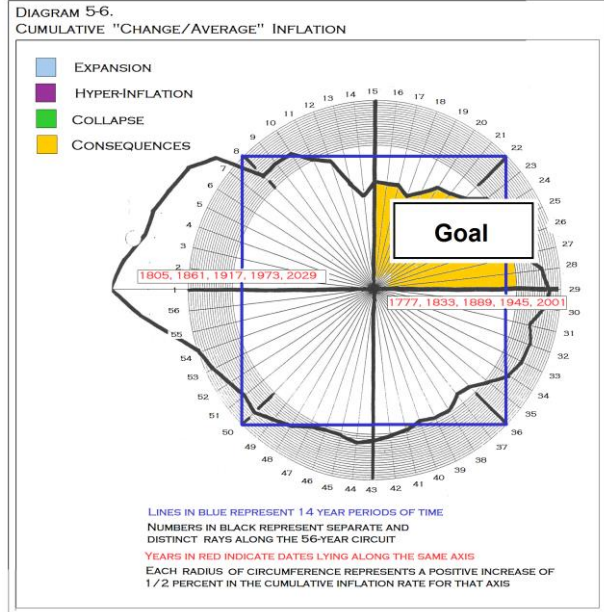 DIAGRAM 5-6.
CUMULATIVE "CHANGE/AVERAGE" INFLATION
EXPANSION
HYPER-INFLATION
COLLAPSE
CONSEQUENCES
15
14 16
13 17
12 18
11 19
10 20
9 21
8 22
7 23
6 24
5 25
4 26
3 27
2 28
1 29
56 30
55 31
54 32
53 33
52 34
51 35
50 36
49 37
48 38
47 39
46 40
45 41
44 42
43
Goal
1805, 1861, 1917, 1973, 2029
1777, 1833, 1889, 1945, 2001
LINES IN BLUE REPRESENT 14 YEAR PERIODS OF TIME
NUMBERS IN BLACK REPRESENT SEPARATE AND
DISTINCT RAYS ALONG THE 56-YEAR CIRCUIT
YEARS IN RED INDICATE DATES LYING ALONG THE SAME AXIS
EACH RADIUS OF CIRCUMFERENCE REPRESENTS A POSITIVE INCREASE OF
1/2 PERCENT IN THE CUMULATIVE INFLATION RATE FOR THAT AXIS